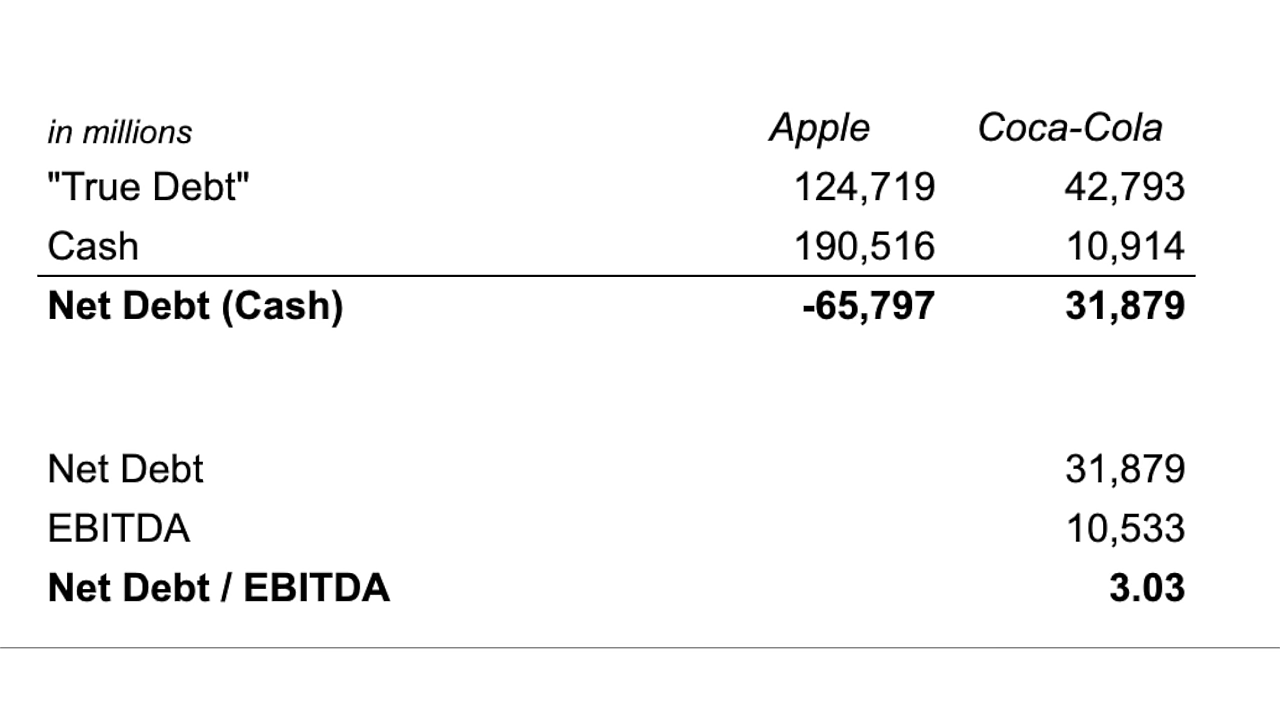 in millions Apple Coca-Cola
"True Debt" 124,719 42,793
Cash 190,516 10,914
Net Debt (Cash) -65,797 31,879
Net Debt 31,879
EBITDA 10,533
Net Debt / EBITDA 3.03